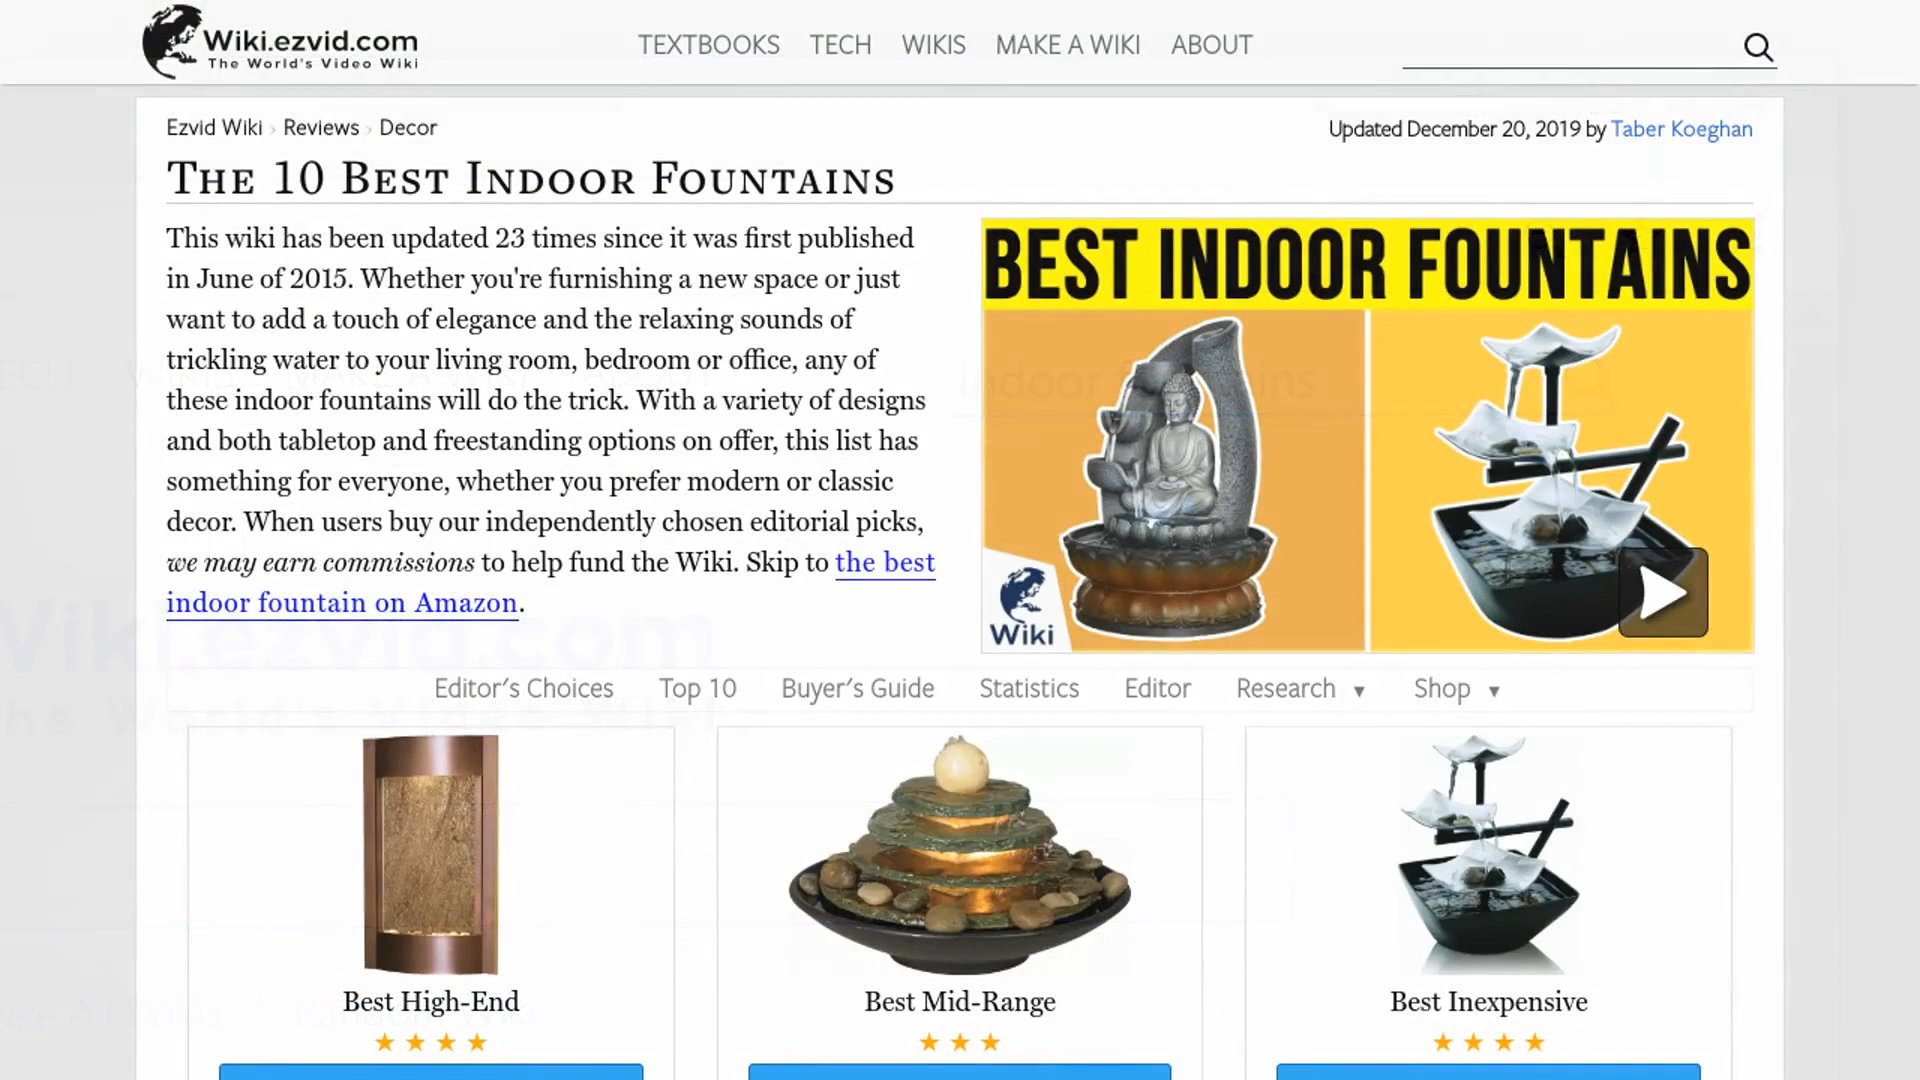 Wiki.ezvid.com
The World's Video Wiki
TEXTBOOKS TECH WIKIS MAKE A WIKI ABOUT
Ezvid Wiki › Reviews › Decor
Updated December 20, 2019 by Taber Koeghan
The 10 Best Indoor Fountains
This wiki has been updated 23 times since it was first published
in June of 2015. Whether you're furnishing a new space or just
want to add a touch of elegance and the relaxing sounds of
trickling water to your living room, bedroom or office, any of
these indoor fountains will do the trick. With a variety of designs
and both tabletop and freestanding options on offer, this list has
something for everyone, whether you prefer modern or classic
decor. When users buy our independently chosen editorial picks,
we may earn commissions to help fund the Wiki. Skip to the best
indoor fountain on Amazon.
BEST INDOOR FOUNTAINS
Wiki
Editor's Choices Top 10 Buyer's Guide Statistics Editor Research ▼ Shop ▼
Best High-End
Best Mid-Range
Best Inexpensive